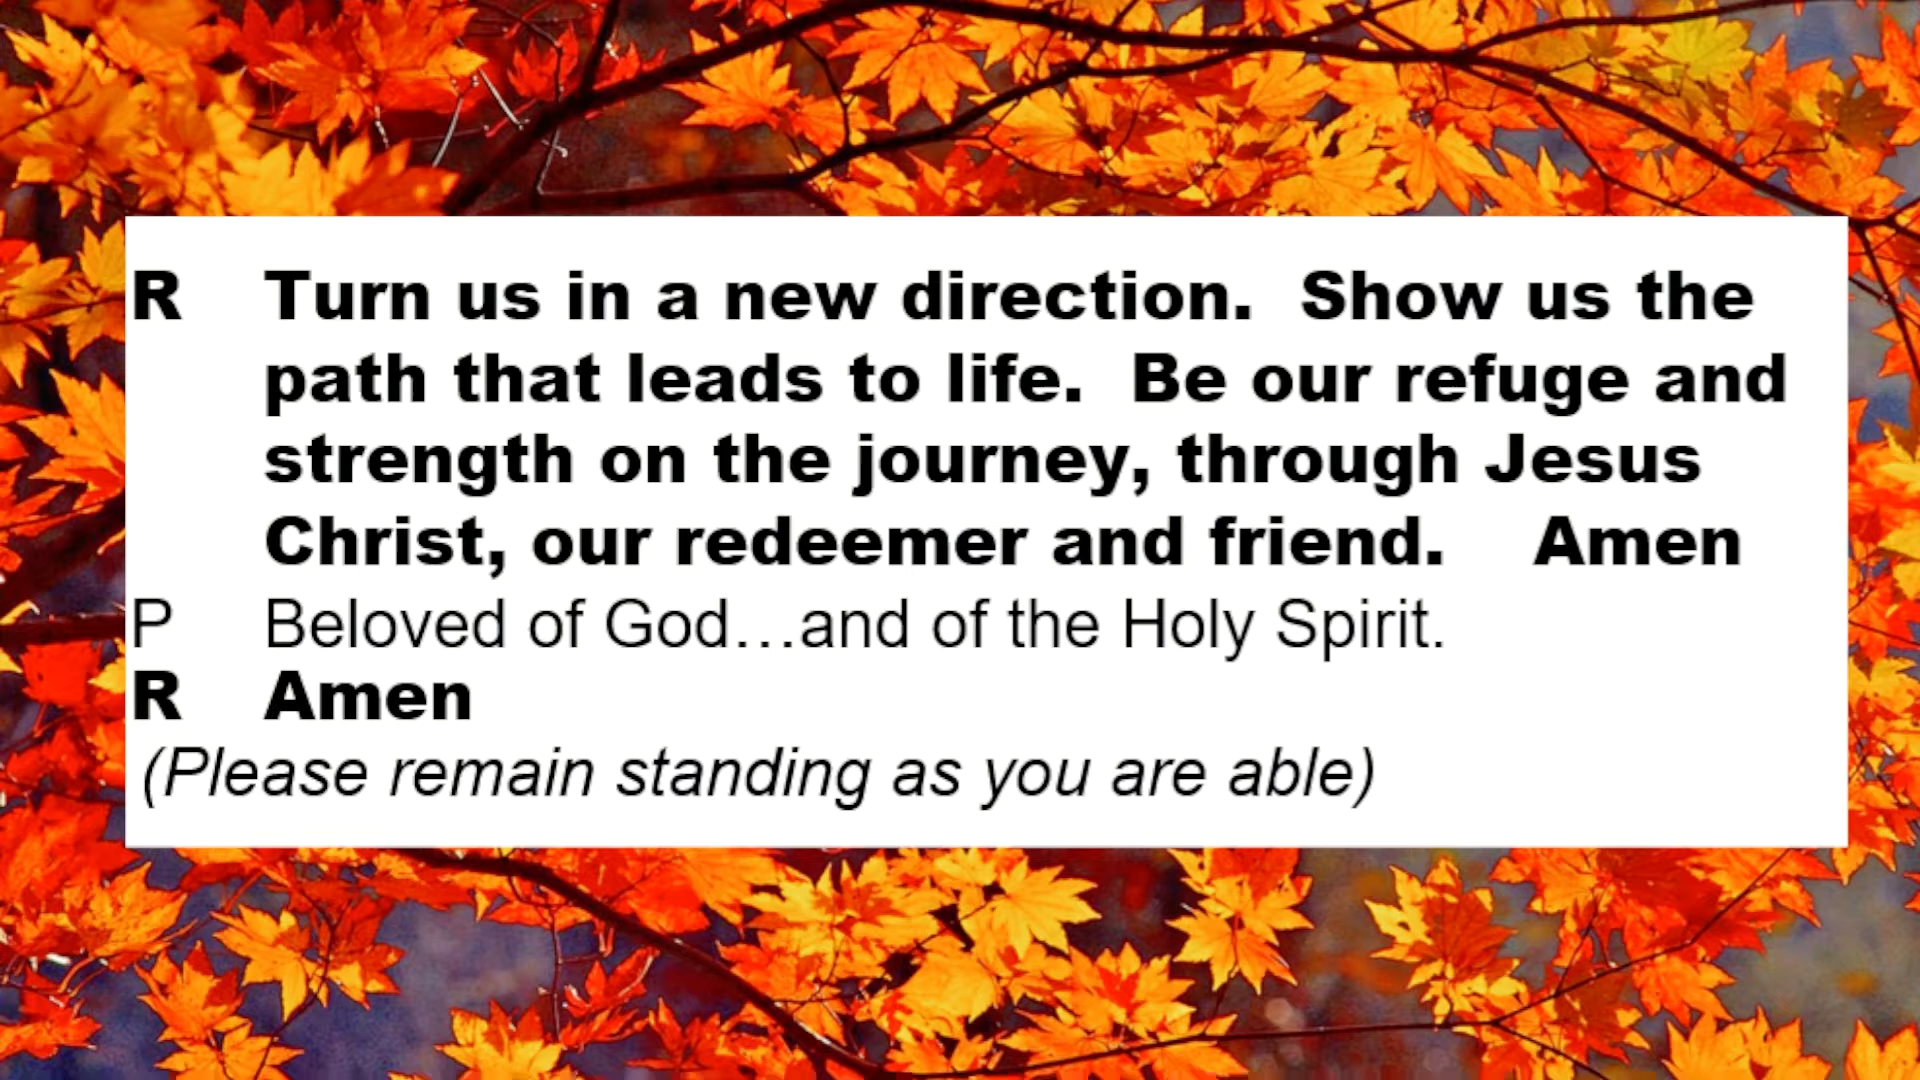 R Turn us in a new direction.  Show us the
path that leads to life.  Be our refuge and
strength on the journey, through Jesus
Christ, our redeemer and friend.    Amen
P Beloved of God…and of the Holy Spirit.
R Amen
(Please remain standing as you are able)